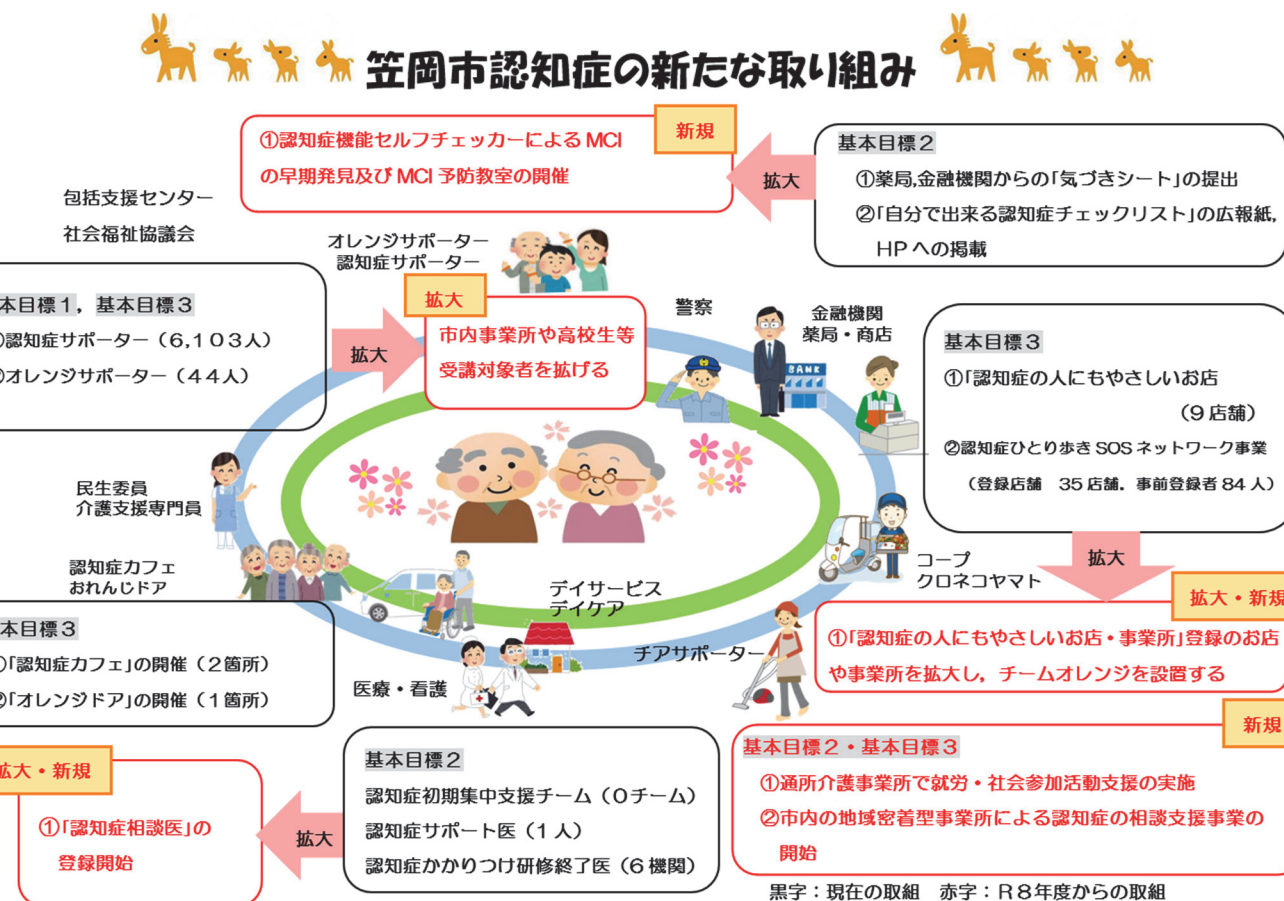 笠岡市認知症の新たな取り組み
新規
①認知症機能セルフチェッカーによるMCI
の早期発見及びMCI予防教室の開催
拡大
基本目標2
①薬局,金融機関からの「気づきシート」の提出
②「自分で出来る認知症チェックリスト」の広報紙,
HPへの掲載
包括支援センター
社会福祉協議会
オレンジサポーター
認知症サポーター
本目標1，基本目標3
認知症サポーター（6,103人）
オレンジサポーター（44人）
拡大
拡大
市内事業所や高校生等
受講対象者を拡げる
警察
金融機関
薬局・商店
BANK
基本目標3
①「認知症の人にもやさしいお店
（9店舗）
②認知症ひとり歩きSOSネットワーク事業
（登録店舗　35店舗．事前登録者84人）
拡大
民生委員
介護支援専門員
認知症カフェ
おれんじドア
デイサービス
デイケア
コープ
クロネコヤマト
チアサポーター
医療・看護
本目標3
「認知症カフェ」の開催（2箇所）
「オレンジドア」の開催（1箇所）
拡大・新規
①「認知症の人にもやさしいお店・事業所」登録のお店
や事業所を拡大し，チームオレンジを設置する
拡大・新規
①「認知症相談医」の
登録開始
拡大
基本目標2
認知症初期集中支援チーム（0チーム）
認知症サポート医（1人）
認知症かかりつけ研修終了医（6機関）
新規
基本目標2・基本目標3
①通所介護事業所で就労・社会参加活動支援の実施
②市内の地域密着型事業所による認知症の相談支援事業の
開始
黒字：現在の取組　赤字：R8年度からの取組